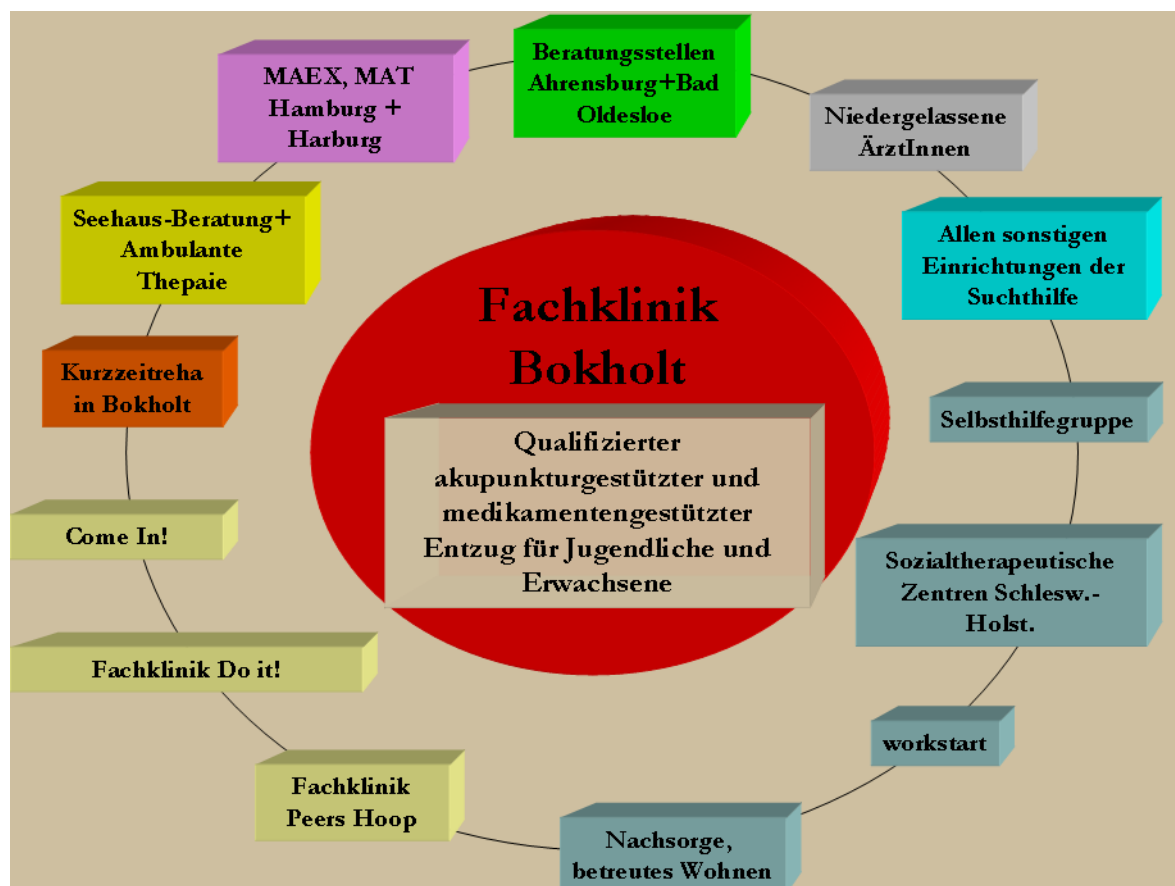 Beratungsstellen
Ahrensburg+Bad
Oldesloe
MAEX, MAT
Hamburg +
Harburg
Niedergelassene
ÄrztInnen
Seehaus-Beratung+
Ambulante
Thepaie
Allen sonstigen
Einrichtungen der
Suchthilfe
Fachklinik
Bokholt
Kurzzeitreha
in Bokholt
Selbsthilfegruppe
Qualifizierter
akupunkturgestützter und
medikamentengestützter
Entzug für Jugendliche und
Erwachsene
Come In!
Sozialtherapeutische
Zentren Schlesw.-
Holst.
Fachklinik Do it!
workstart
Fachklinik
Peers Hoop
Nachsorge,
betreutes Wohnen